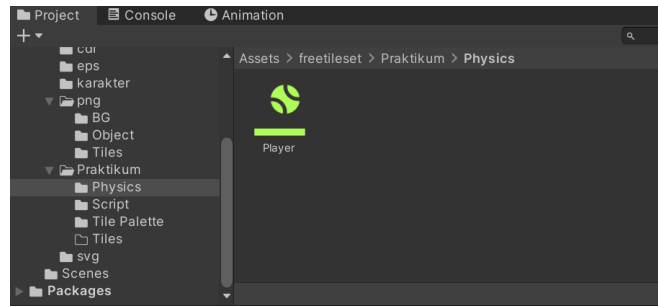 Project Console Animation
Assets > freetileset > Praktikum > Physics
cdr
eps
karakter
png
BG
Object
Tiles
Praktikum
Physics
Script
Tile Palette
Tiles
svg
Scenes
Packages
Player